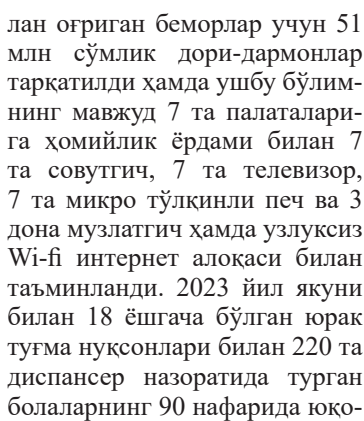 лан оғриган беморлар учун 51
млн сўмлик дори-дармонлар
тарқатилди ҳамда ушбу бўлим-
нинг мавжуд 7 та палатала­ри-
га ҳомийлик ёрдами билан 7
та совутгич, 7 та телевизор,
7 та микро тўлқинли печ ва 3
дона музлатгич ҳамда узлуксиз
Wi-fi интернет алоқаси билан
таъминланди. 2023 йил якуни
билан 18 ёшгача бўлган юрак
туғма нуқсонлари билан 220 та
диспансер назоратида турган
болаларнинг 90 нафарида юқо-